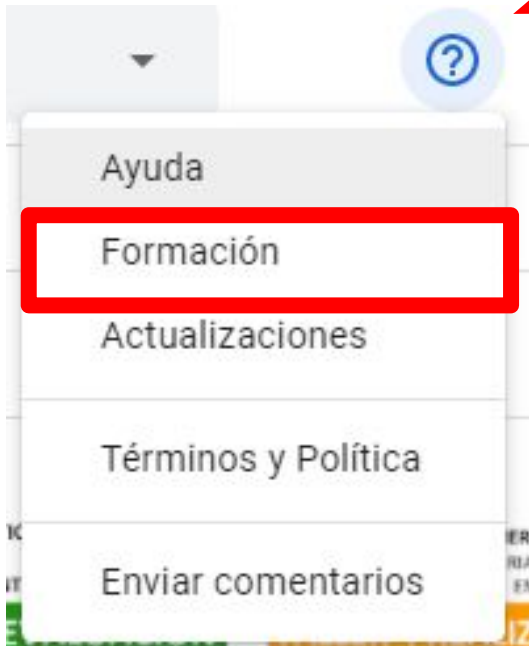 Ayuda
Formación
Actualizaciones
Términos y Política
Enviar comentarios